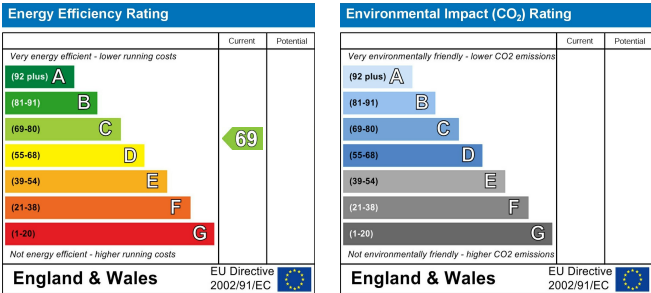 Energy Efficiency Rating
Current Potential
Very energy efficient - lower running costs
(92 plus) A
(81-91) B
(69-80) C
69
(55-68) D
(39-54) E
(21-38) F
(1-20) G
Not energy efficient - higher running costs
England & Wales
EU Directive
2002/91/EC
Environmental Impact (CO₂) Rating
Current Potential
Very environmentally friendly - lower CO2 emissions
(92 plus) A
(81-91) B
(69-80) C
(55-68) D
(39-54) E
(21-38) F
(1-20) G
Not environmentally friendly - higher CO2 emissions
England & Wales
EU Directive
2002/91/EC